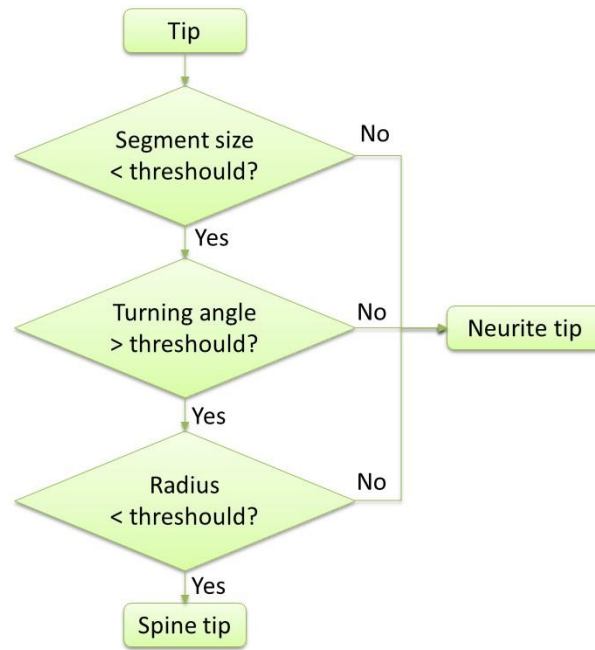 Tip
Segment size
< threshould?
No
Yes
Turning angle
> threshould?
No
Neurite tip
Yes
Radius
< threshould?
No
Yes
Spine tip